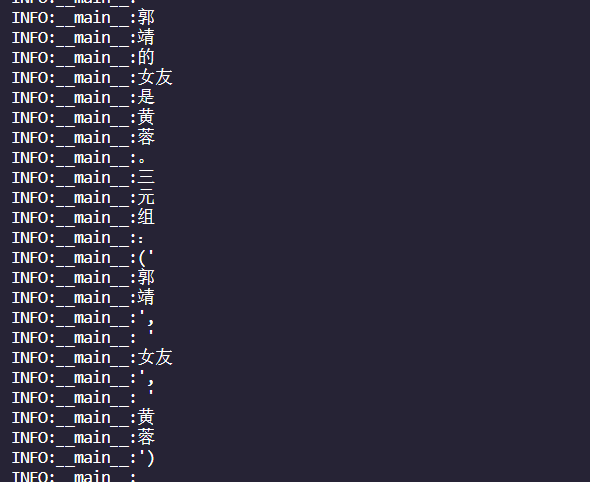 INFO:__main__:
INFO:__main__:郭
INFO:__main__:靖
INFO:__main__:的
INFO:__main__:女友
INFO:__main__:是
INFO:__main__:黄
INFO:__main__:蓉
INFO:__main__:。
INFO:__main__:三
INFO:__main__:元
INFO:__main__:组
INFO:__main__:：
INFO:__main__:('
INFO:__main__:郭
INFO:__main__:靖
INFO:__main__:',
INFO:__main__: '
INFO:__main__:女友
INFO:__main__:',
INFO:__main__: '
INFO:__main__:黄
INFO:__main__:蓉
INFO:__main__:')
INFO:__main__: